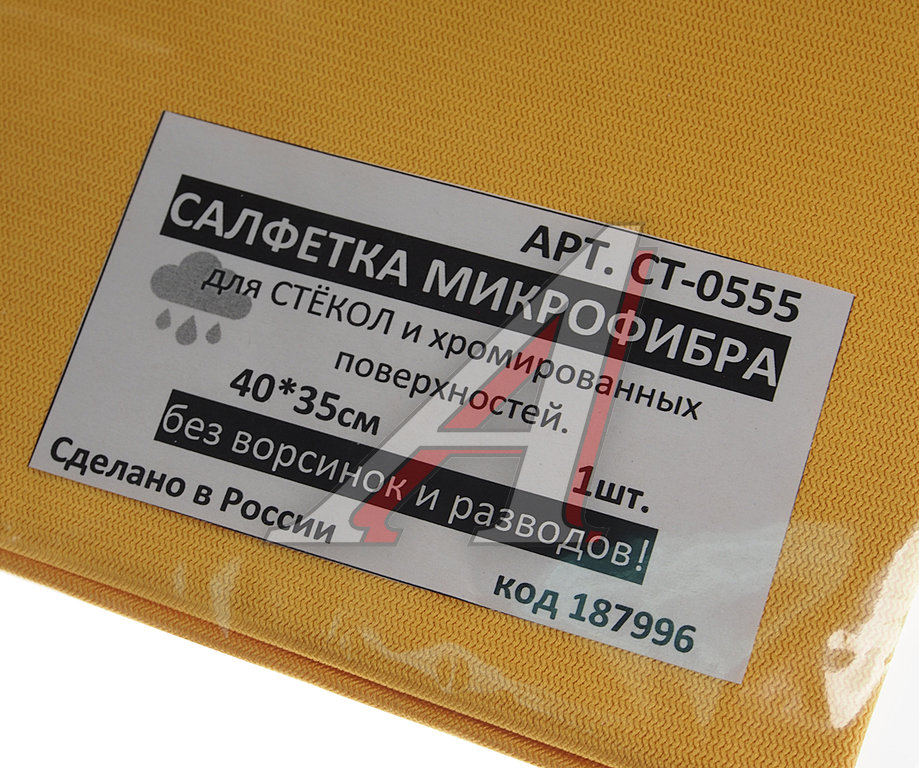 АРТ. СТ-0555
САЛФЕТКА МИКРОФИБРА
для СТЁКОЛ и хромированных
поверхностей.
40*35см
1шт.
без ворсинок и разводов!
Сделано в России
код 187996